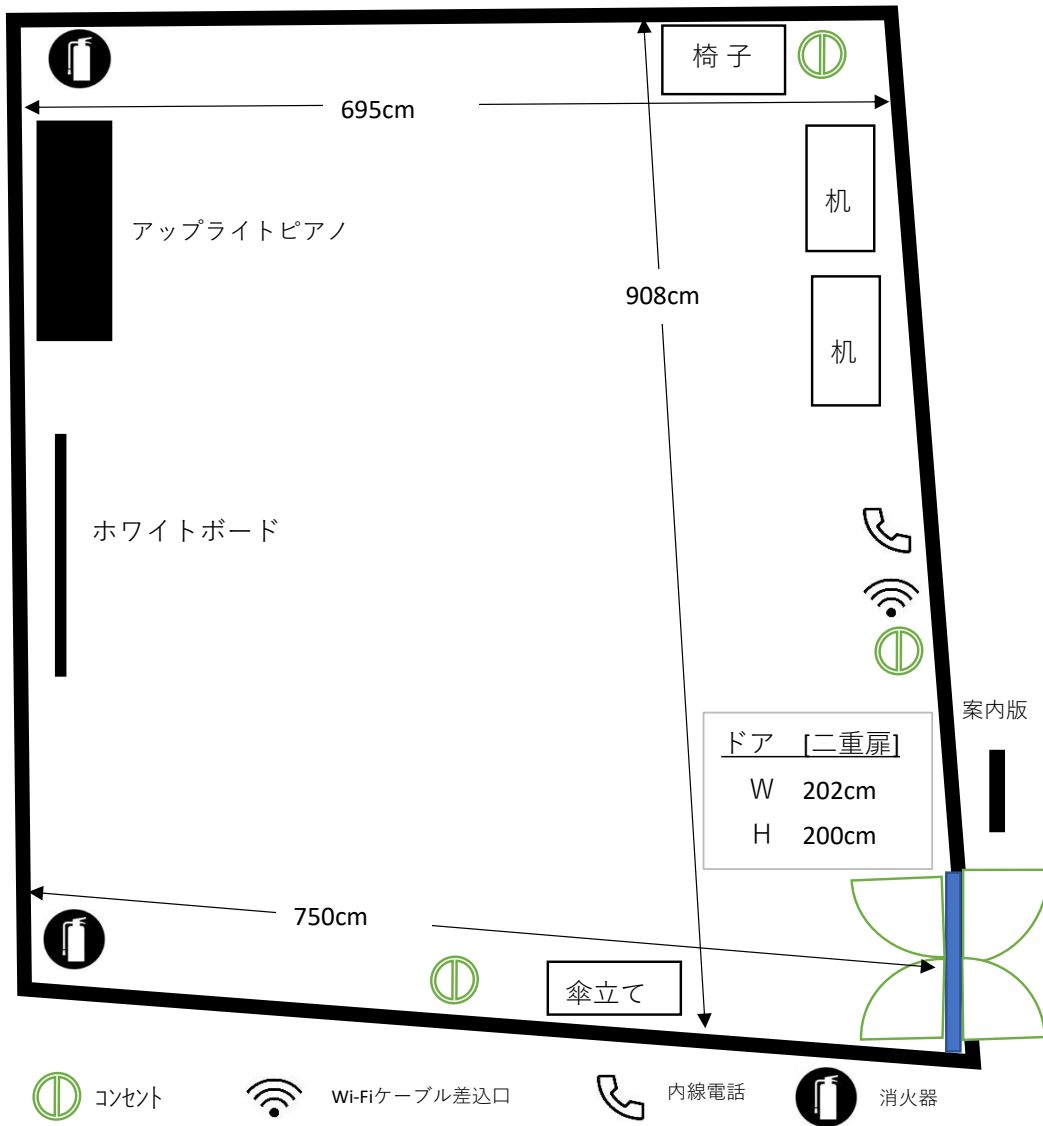 椅子
695cm
机
アップライトピアノ
908cm
机
ホワイトボード
案内版
ドア [二重扉]
W 202cm
H 200cm
750cm
傘立て
コンセント
Wi-Fiケーブル差込口
内線電話
消火器